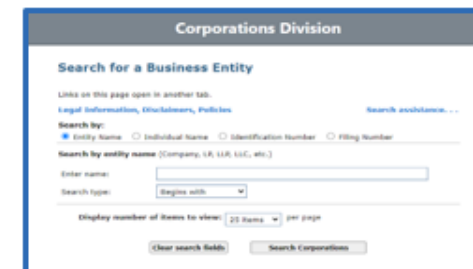 Corporations Division
Search for a Business Entity
Links on this page open in another tab.
Legal Information, Disclaimers, Policies Search assistance...
Search by:
Entity Name Individual Name Identification Number Filing Number
Search by entity name (Company, LP, LLP, LLC, etc.)
Enter name:
Search type: Begins with
Display number of items to view: 25 Items per page
Clear search fields Search Corporations